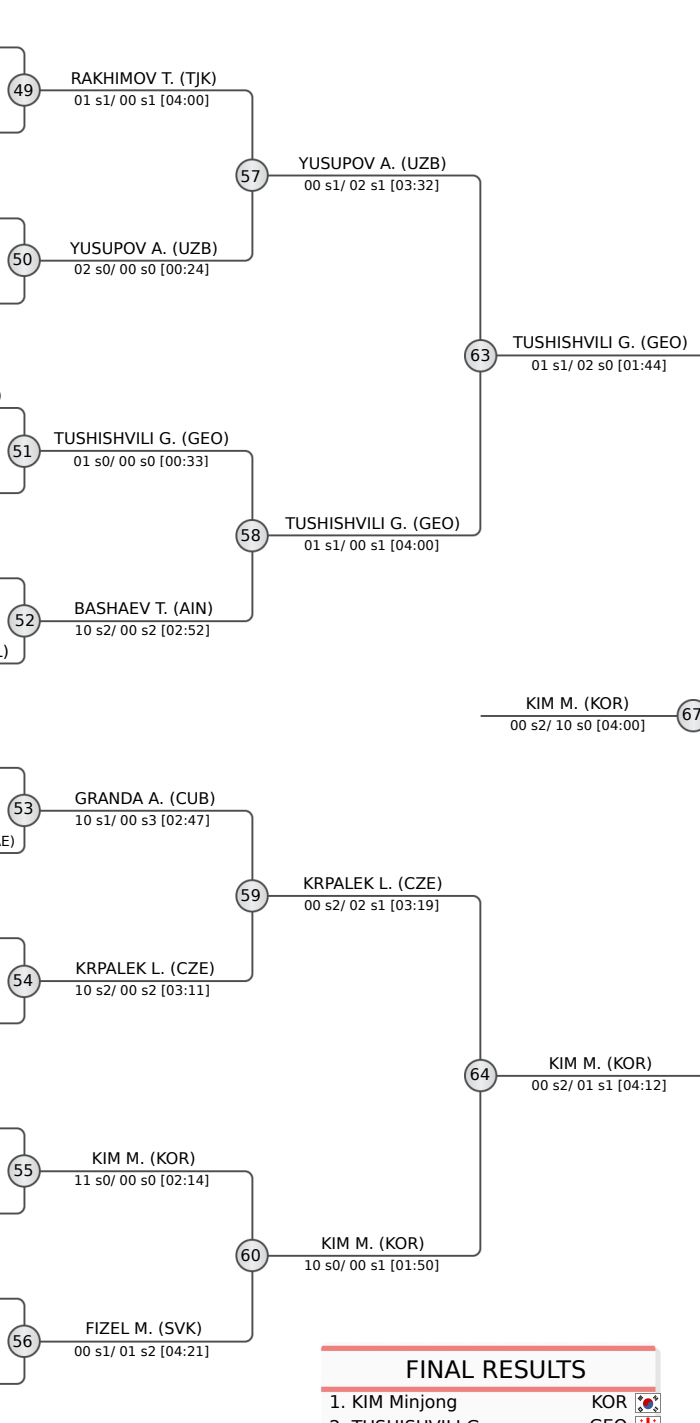 49
RAKHIMOV T. (TJK)
01 s1/ 00 s1 [04:00]
57
YUSUPOV A. (UZB)
00 s1/ 02 s1 [03:32]
50
YUSUPOV A. (UZB)
02 s0/ 00 s0 [00:24]
63
TUSHISHVILI G. (GEO)
01 s1/ 02 s0 [01:44]
51
TUSHISHVILI G. (GEO)
01 s0/ 00 s0 [00:33]
58
TUSHISHVILI G. (GEO)
01 s1/ 00 s1 [04:00]
52
BASHAEV T. (AIN)
10 s2/ 00 s2 [02:52]
KIM M. (KOR)
00 s2/ 10 s0 [04:00]
67
53
GRANDA A. (CUB)
10 s1/ 00 s3 [02:47]
59
KRPALEK L. (CZE)
00 s2/ 02 s1 [03:19]
54
KRPALEK L. (CZE)
10 s2/ 00 s2 [03:11]
64
KIM M. (KOR)
00 s2/ 01 s1 [04:12]
55
KIM M. (KOR)
11 s0/ 00 s0 [02:14]
60
KIM M. (KOR)
10 s0/ 00 s1 [01:50]
56
FIZEL M. (SVK)
00 s1/ 01 s2 [04:21]
FINAL RESULTS
1. KIM Minjong KOR